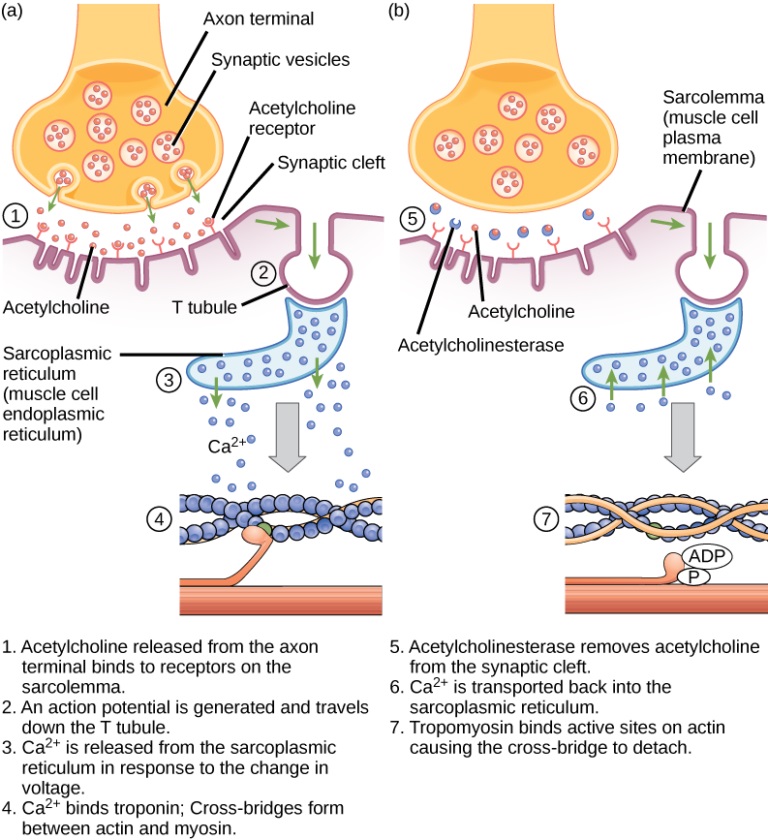 (a)
Axon terminal
Synaptic vesicles
Acetylcholine
receptor
Synaptic cleft
1
2
Acetylcholine
T tubule
Sarcoplasmic
reticulum
(muscle cell
endoplasmic
reticulum)
3
Ca2+
4
(b)
Sarcolemma
(muscle cell
plasma
membrane)
5
Acetylcholine
Acetylcholinesterase
6
7
ADP
P
1. Acetylcholine released from the axon
terminal binds to receptors on the
sarcolemma.
2. An action potential is generated and travels
down the T tubule.
3. Ca2+ is released from the sarcoplasmic
reticulum in response to the change in
voltage.
4. Ca2+ binds troponin; Cross-bridges form
between actin and myosin.
5. Acetylcholinesterase removes acetylcholine
from the synaptic cleft.
6. Ca2+ is transported back into the
sarcoplasmic reticulum.
7. Tropomyosin binds active sites on actin
causing the cross-bridge to detach.